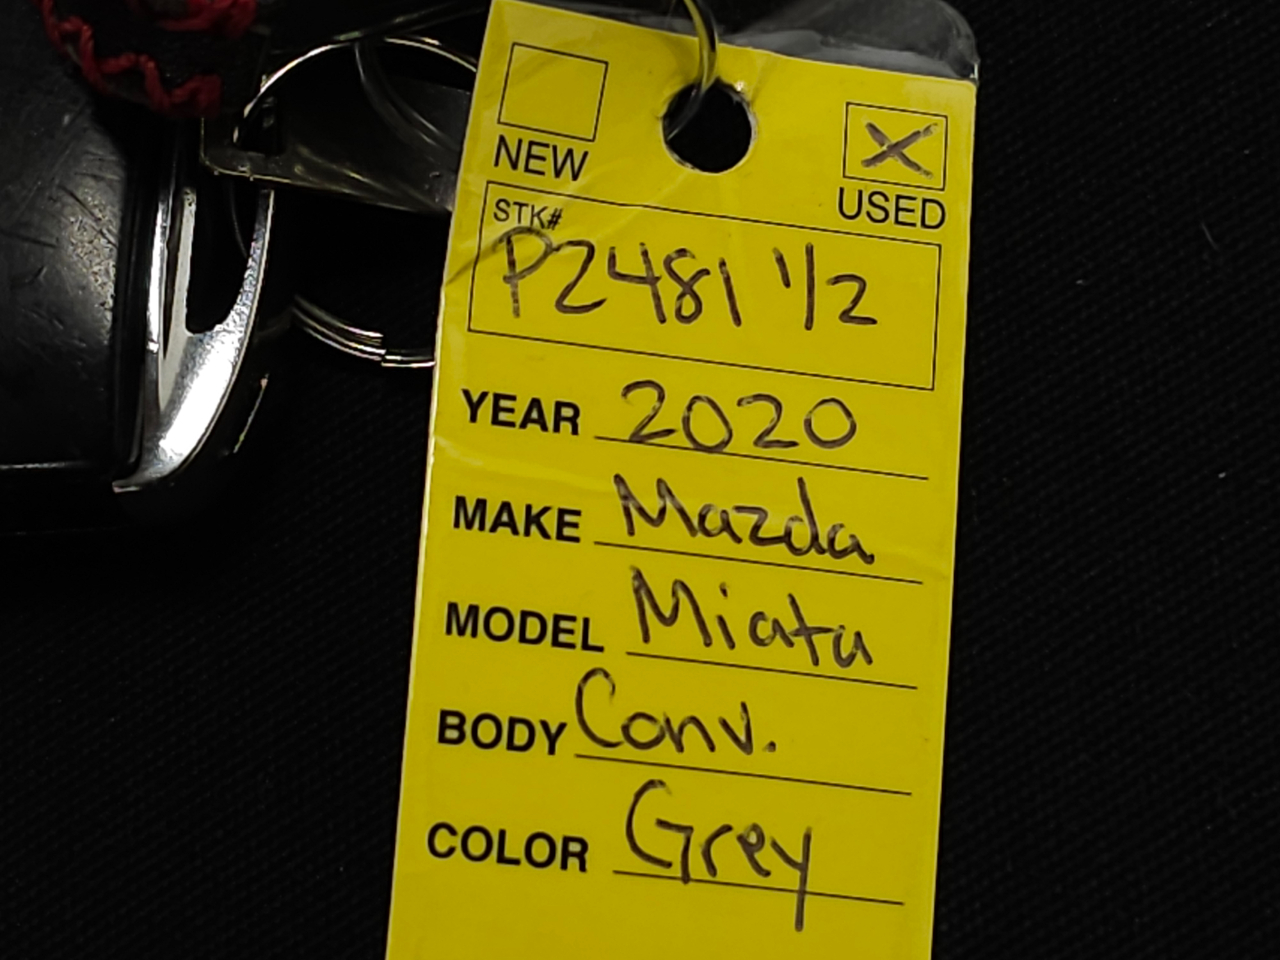 NEW
USED
STK#
P2481 1/2
YEAR 2020
MAKE Mazda
MODEL Miata
BODY Conv.
COLOR Grey